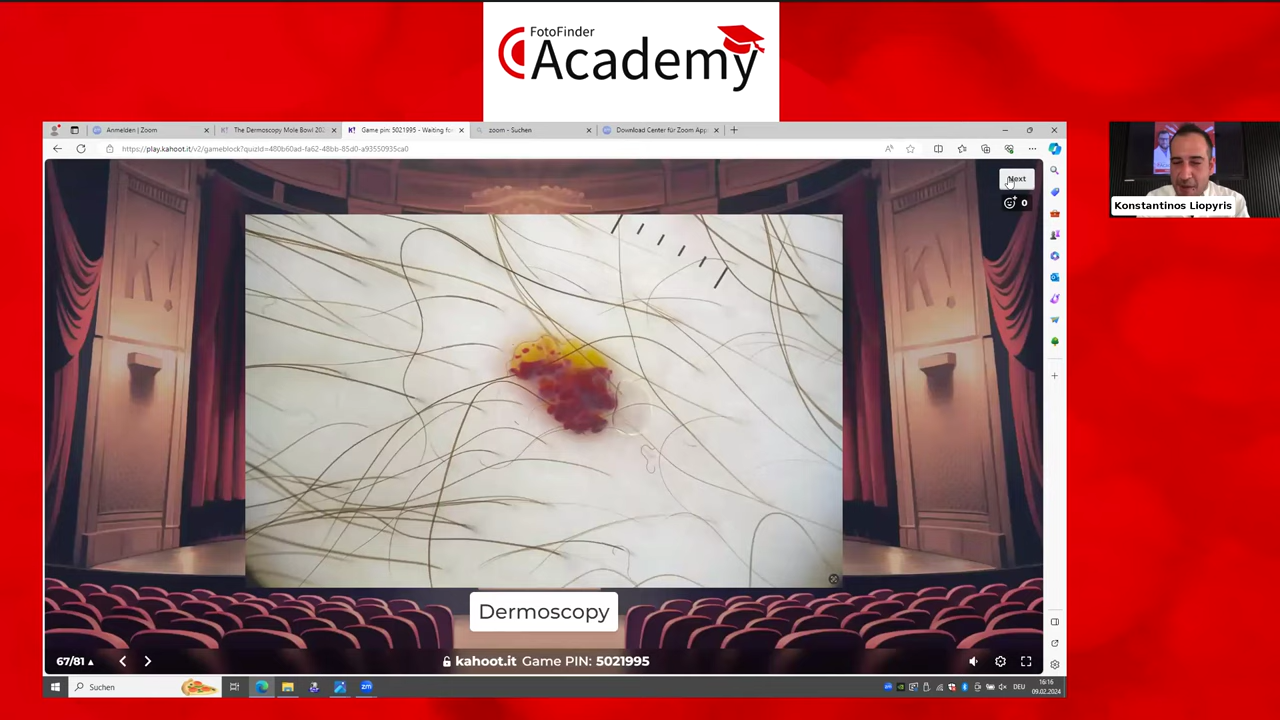 FotoFinder
Academy
Anmelden | Zoom
The Dermoscopy Mole Bowl 202
Game pin: 5021995 - Waiting for
zoom - Suchen
Download Center für Zoom App
https://play.kahoot.it/v2/gameblock?quizId=480b60ad-fa62-48bb-85d0-a93550935ca0
Next
0
K!
K!
Konstantinos Liopyris
Dermoscopy
67/81
kahoot.it Game PIN: 5021995
Suchen
DEU
16:16
09.02.2024